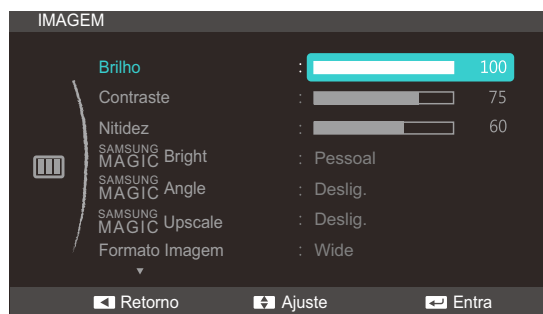 IMAGEM
Brilho : 100
Contraste : 75
Nitidez : 60
SAMSUNG MAGIC Bright : Pessoal
SAMSUNG MAGIC Angle : Deslig.
SAMSUNG MAGIC Upscale : Deslig.
Formato Imagem : Wide
Retorno Ajuste Entra